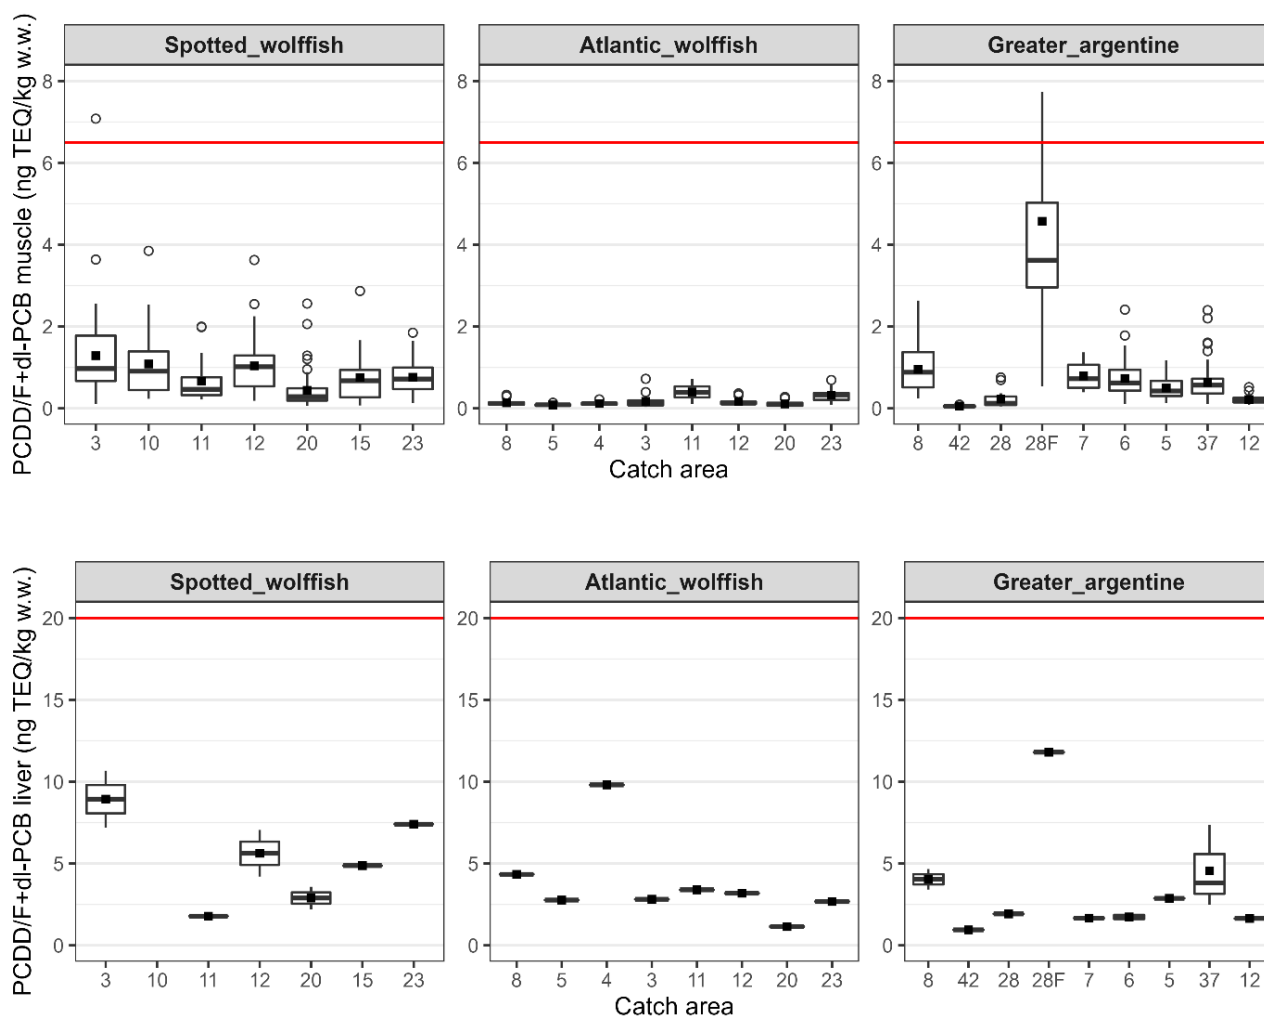 Spotted_wolffish Atlantic_wolffish Greater_argentine
PCDD/F+dl-PCB muscle (ng TEQ/kg w.w.)
8 8 8
6 6 6
4 4 4
2 2 2
0 0 0
3 10 11 12 20 15 23 8 5 4 3 11 12 20 23 8 42 28 28F 7 6 5 37 12
Catch area
Spotted_wolffish Atlantic_wolffish Greater_argentine
PCDD/F+dl-PCB liver (ng TEQ/kg w.w.)
20 20 20
15 15 15
10 10 10
5 5 5
0 0 0
3 10 11 12 20 15 23 8 5 4 3 11 12 20 23 8 42 28 28F 7 6 5 37 12
Catch area